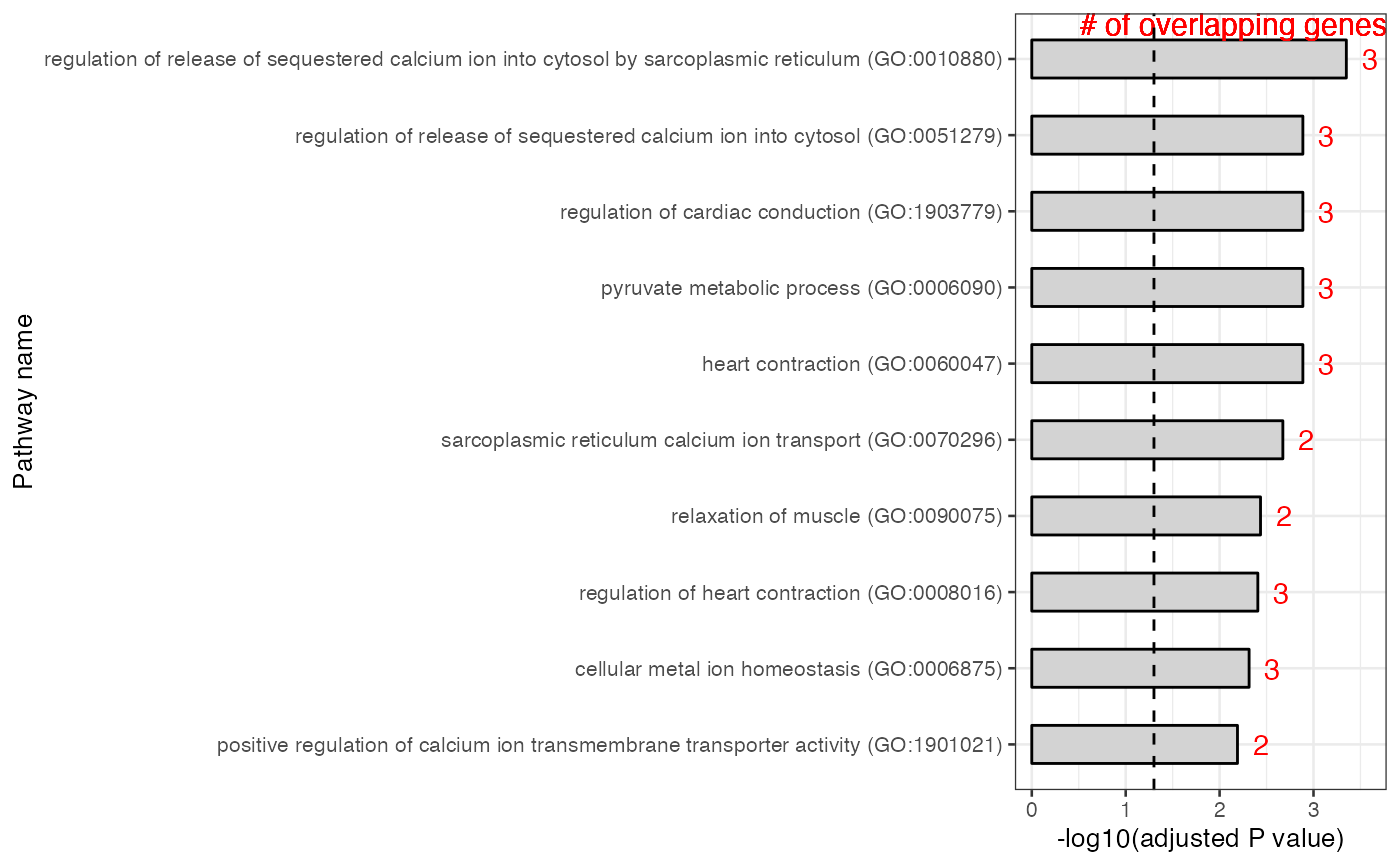 # of overlapping genes
regulation of release of sequestered calcium ion into cytosol by sarcoplasmic reticulum (GO:0010880) 3
regulation of release of sequestered calcium ion into cytosol (GO:0051279) 3
regulation of cardiac conduction (GO:1903779) 3
pyruvate metabolic process (GO:0006090) 3
heart contraction (GO:0060047) 3
sarcoplasmic reticulum calcium ion transport (GO:0070296) 2
relaxation of muscle (GO:0090075) 2
regulation of heart contraction (GO:0008016) 3
cellular metal ion homeostasis (GO:0006875) 3
positive regulation of calcium ion transmembrane transporter activity (GO:1901021) 2
Pathway name
0 1 2 3
-log10(adjusted P value)